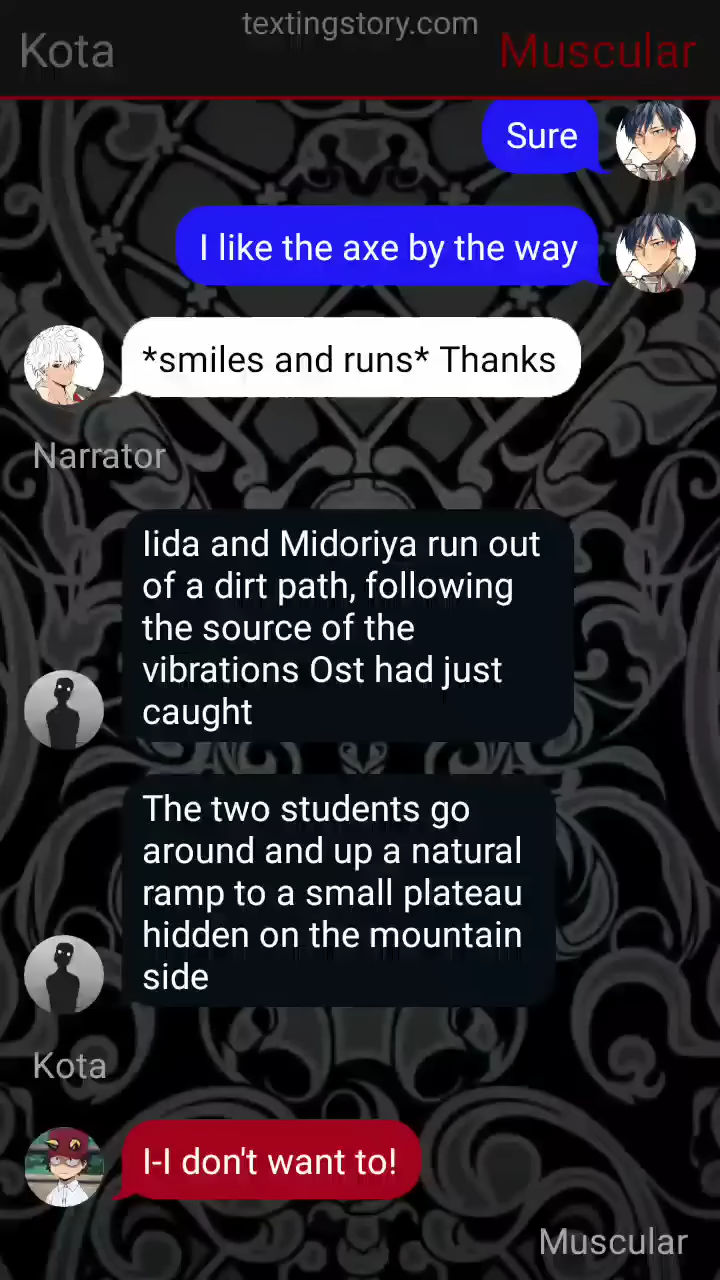 textingstory.com
Kota
Muscular
Sure
I like the axe by the way
*smiles and runs* Thanks
Narrator
Iida and Midoriya run out
of a dirt path, following
the source of the
vibrations Ost had just
caught
The two students go
around and up a natural
ramp to a small plateau
hidden on the mountain
side
Kota
I-I don't want to!
Muscular